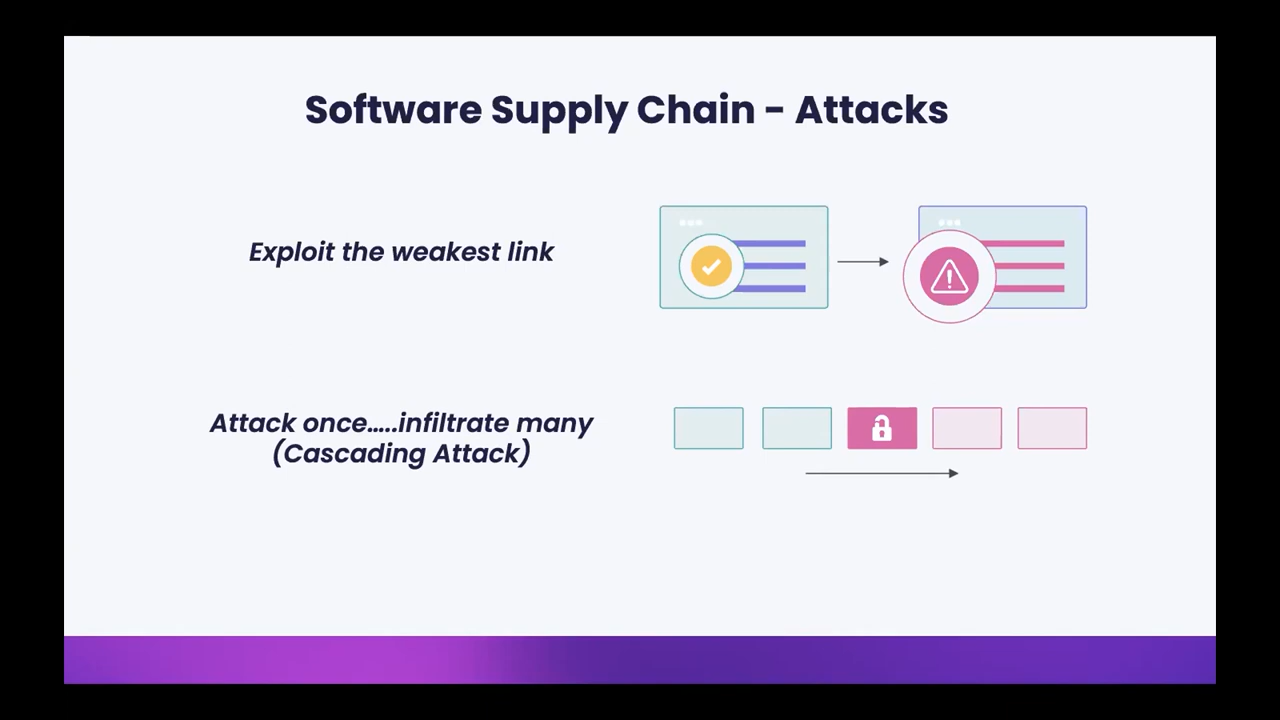 Software Supply Chain - Attacks
Exploit the weakest link
Attack once.....infiltrate many
(Cascading Attack)